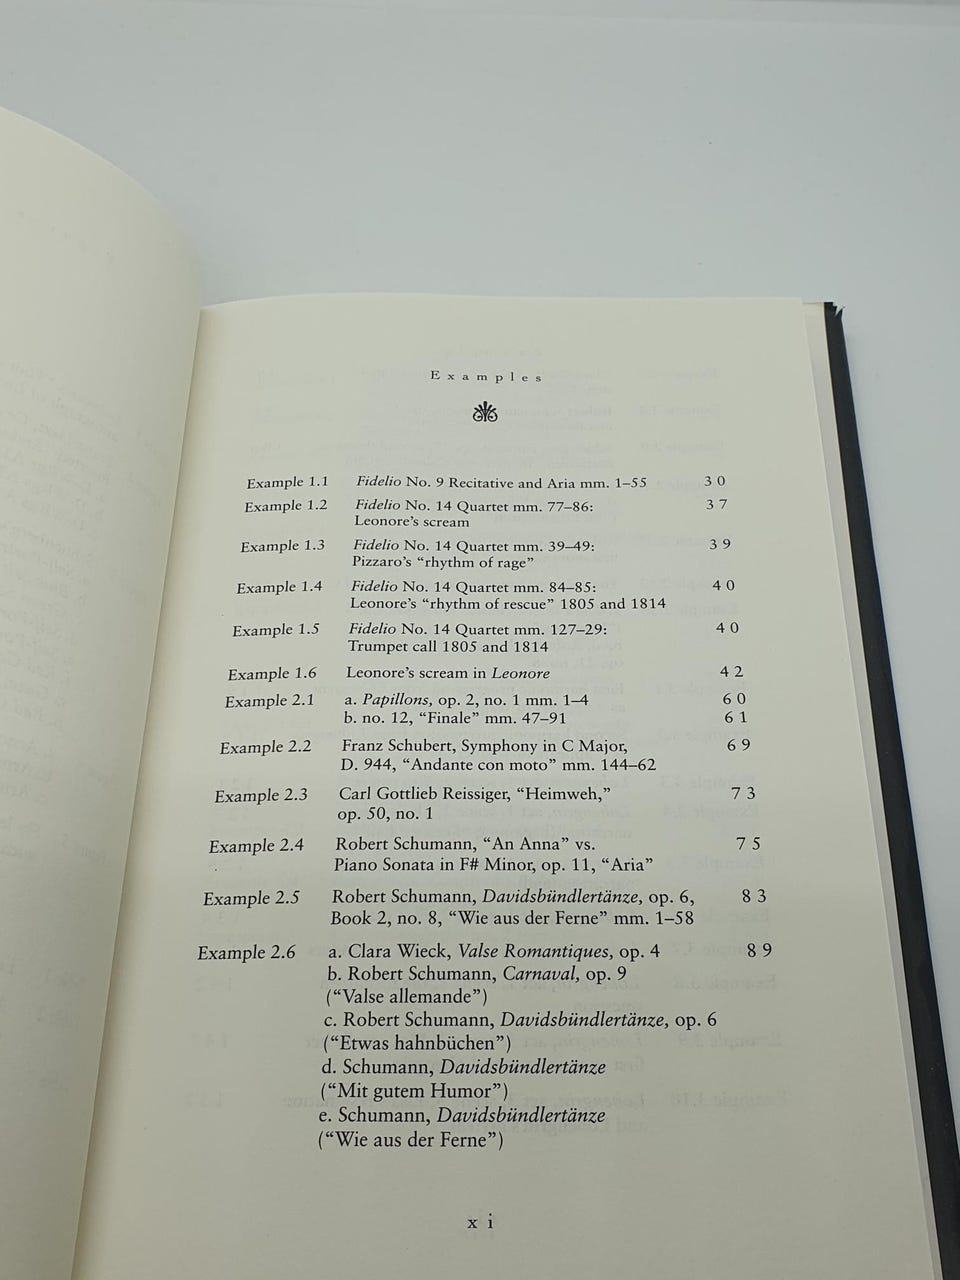 Examples
Example 1.1 Fidelio No. 9 Recitative and Aria mm. 1–55 30
Example 1.2 Fidelio No. 14 Quartet mm. 77–86: 37
Leonore's scream
Example 1.3 Fidelio No. 14 Quartet mm. 39–49: 39
Pizzaro's “rhythm of rage”
Example 1.4 Fidelio No. 14 Quartet mm. 84–85: 40
Leonore's “rhythm of rescue” 1805 and 1814
Example 1.5 Fidelio No. 14 Quartet mm. 127–29: 40
Trumpet call 1805 and 1814
Example 1.6 Leonore's scream in Leonore 42
Example 2.1 a. Papillons, op. 2, no. 1 mm. 1–4 60
b. no. 12, “Finale” mm. 47–91 61
Example 2.2 Franz Schubert, Symphony in C Major, 69
D. 944, “Andante con moto” mm. 144–62
Example 2.3 Carl Gottlieb Reissiger, “Heimweh,” 73
op. 50, no. 1
Example 2.4 Robert Schumann, “An Anna” vs. 75
Piano Sonata in F# Minor, op. 11, “Aria”
Example 2.5 Robert Schumann, Davidsbündlertänze, op. 6, 83
Book 2, no. 8, “Wie aus der Ferne” mm. 1–58
Example 2.6 a. Clara Wieck, Valse Romantiques, op. 4 89
b. Robert Schumann, Carnaval, op. 9
(“Valse allemande”)
c. Robert Schumann, Davidsbündlertänze, op. 6
(“Etwas hahnbüchen”)
d. Schumann, Davidsbündlertänze
(“Mit gutem Humor”)
e. Schumann, Davidsbündlertänze
(“Wie aus der Ferne”)
xi